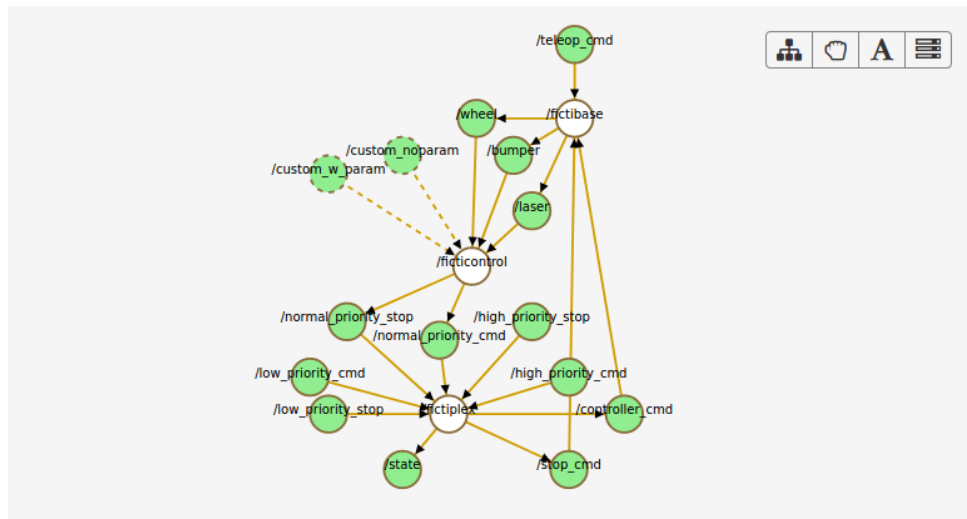 /teleop_cmd
/wheel
/fictibase
/custom_noparam
/bumper
/custom_w_param
/laser
/ficticontrol
/normal_priority_stop
/high_priority_stop
/normal_priority_cmd
/low_priority_cmd
/high_priority_cmd
/low_priority_stop
/fictiplex
/controller_cmd
/state
/stop_cmd
A